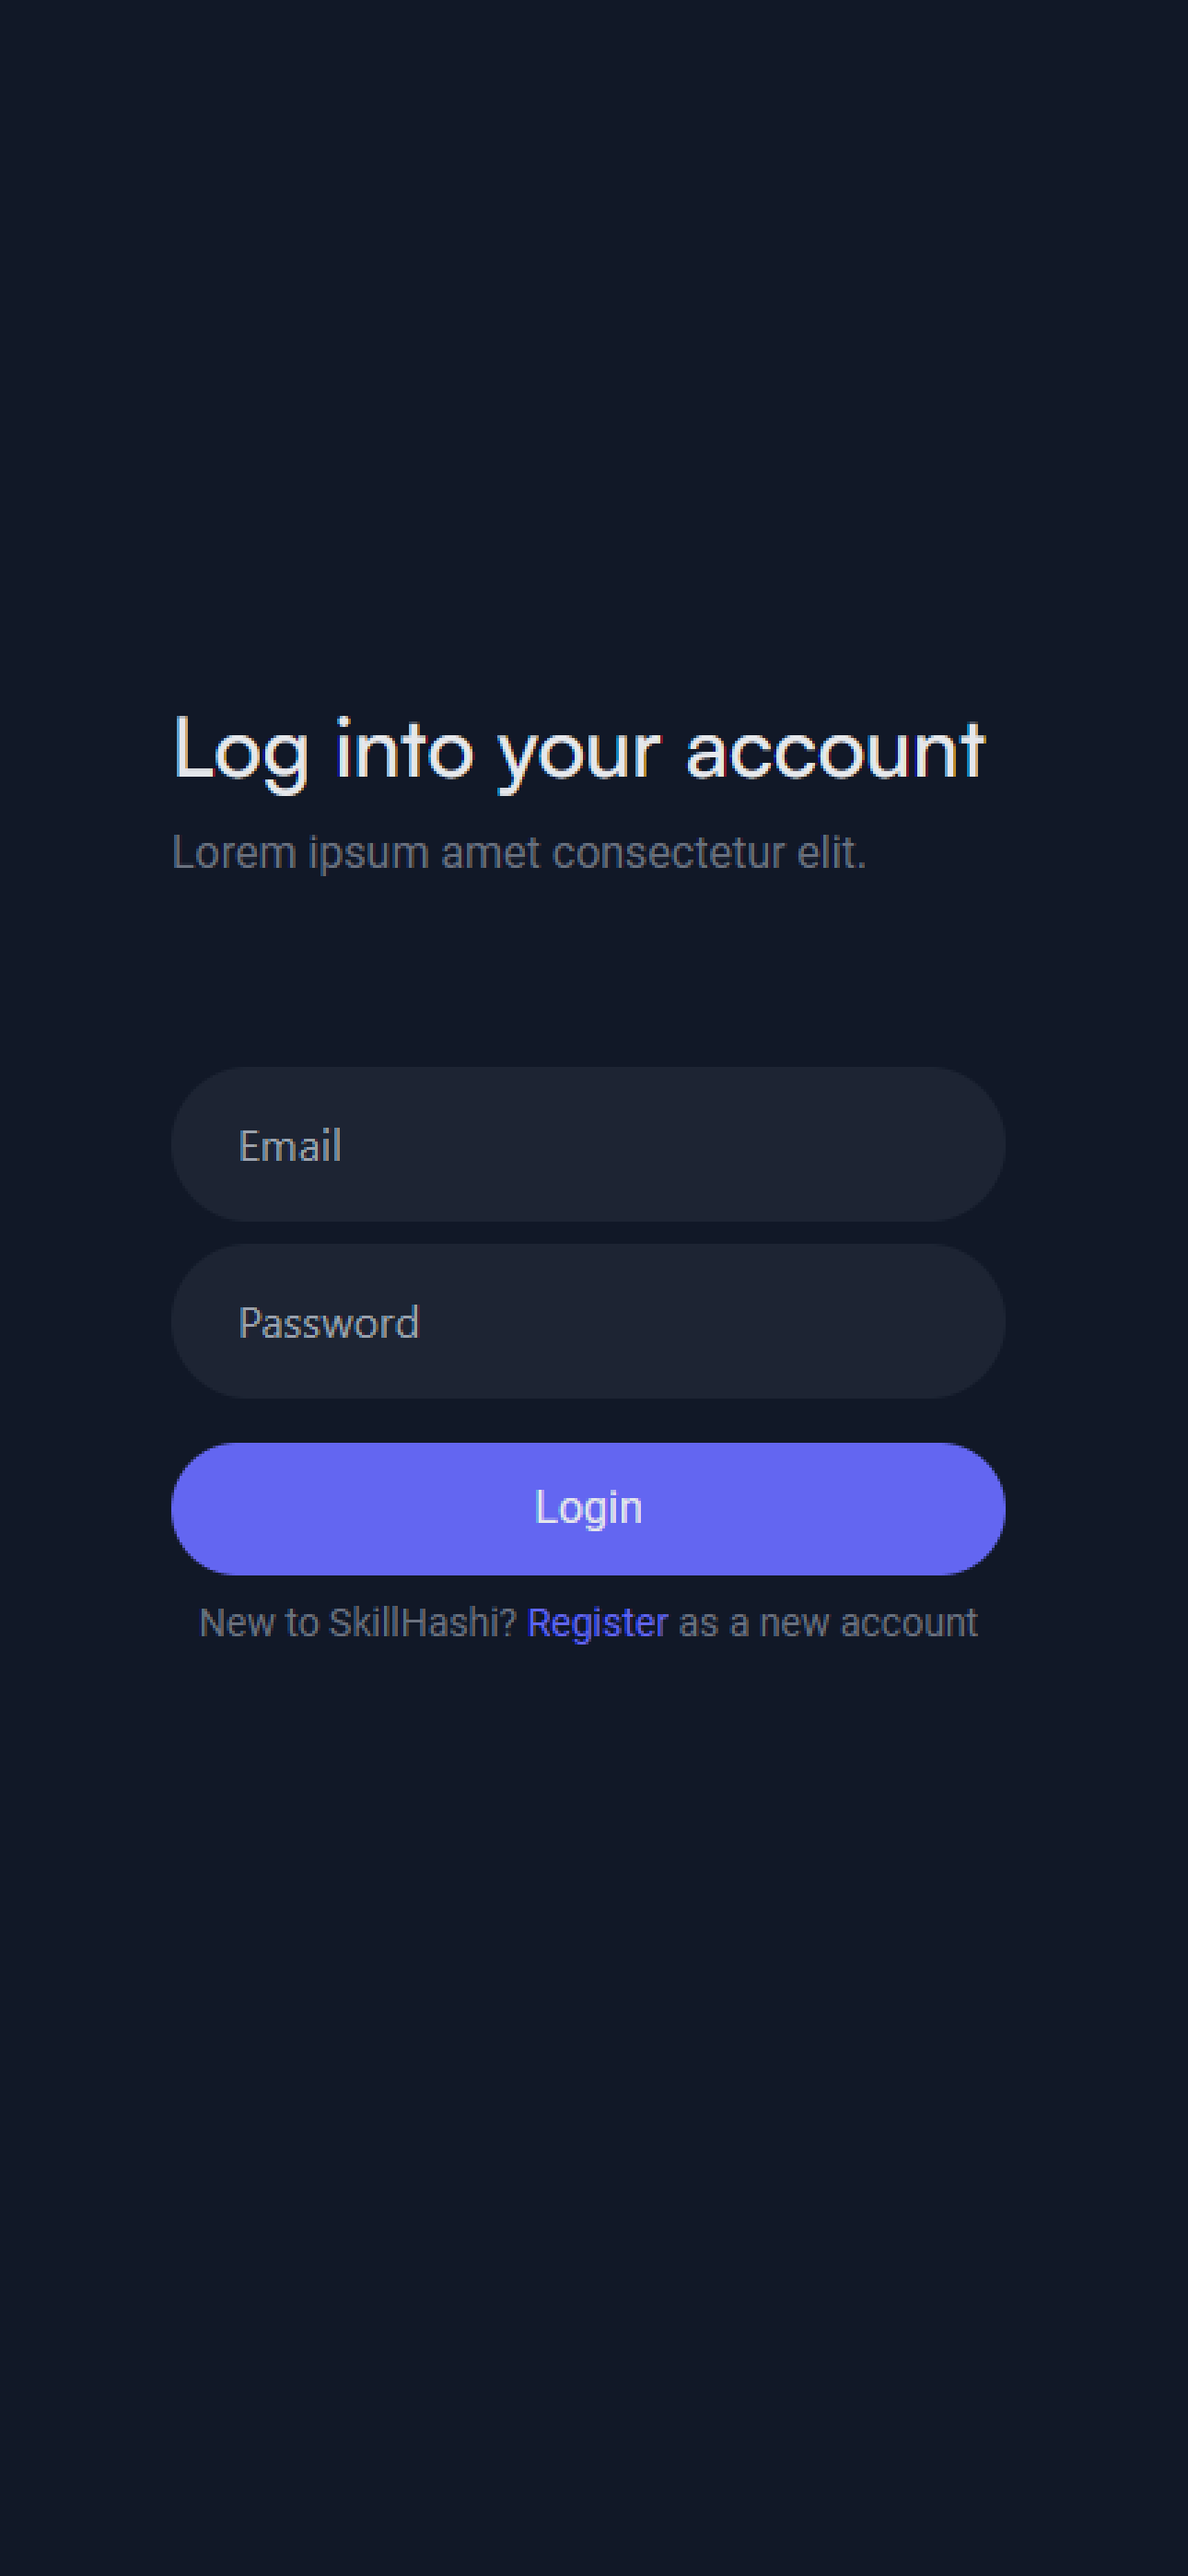 Log into your account
Lorem ipsum amet consectetur elit.
Email
Password
Login
New to SkillHashi? Register as a new account